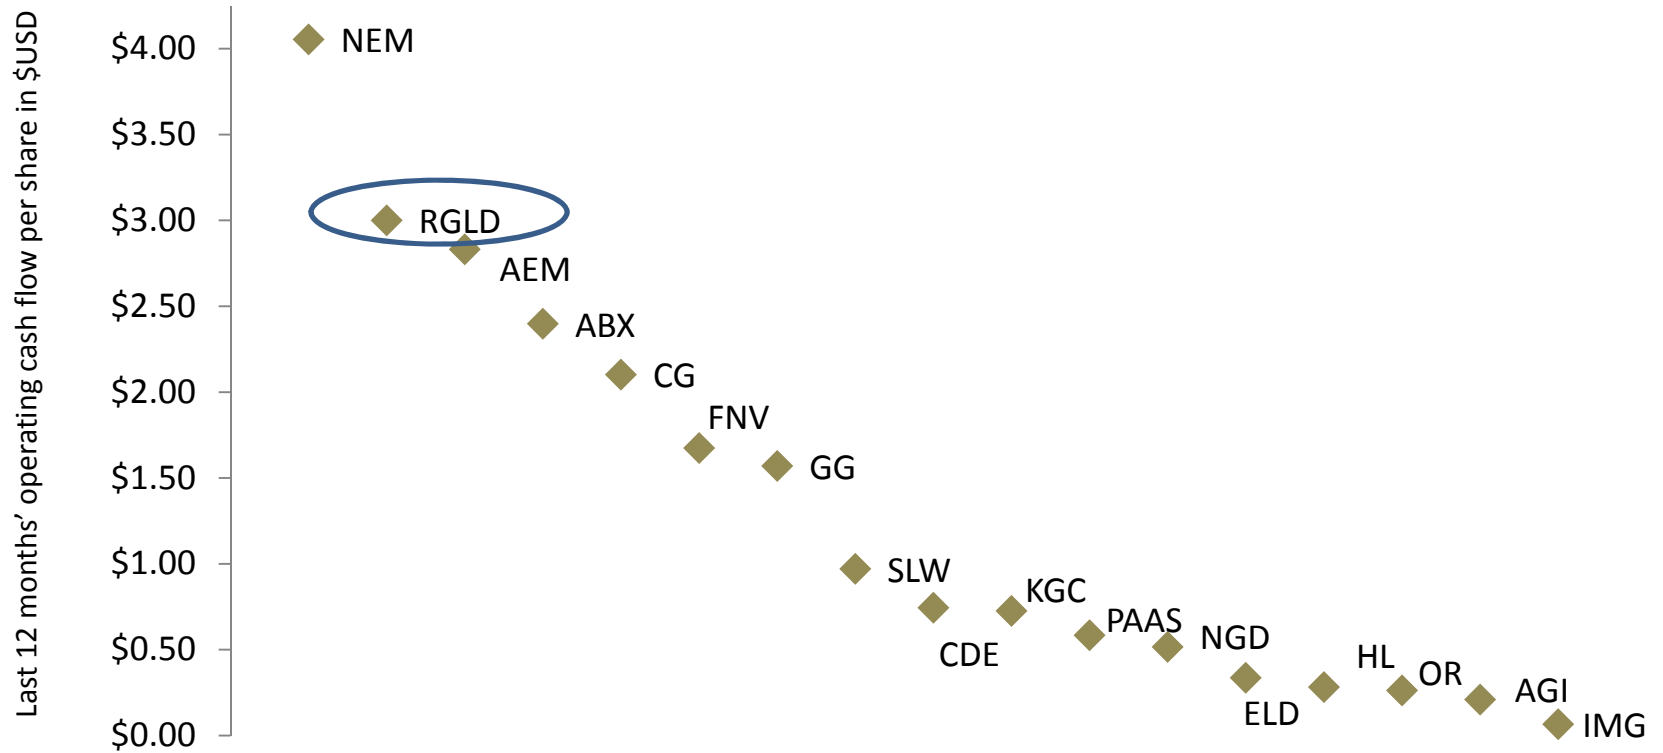 Last 12 months’ operating cash flow per share in $USD
$4.00
$3.50
$3.00
$2.50
$2.00
$1.50
$1.00
$0.50
$0.00
NEM
RGLD
AEM
ABX
CG
FNV
GG
SLW
CDE
KGC
PAAS
NGD
ELD
HL
OR
AGI
IMG